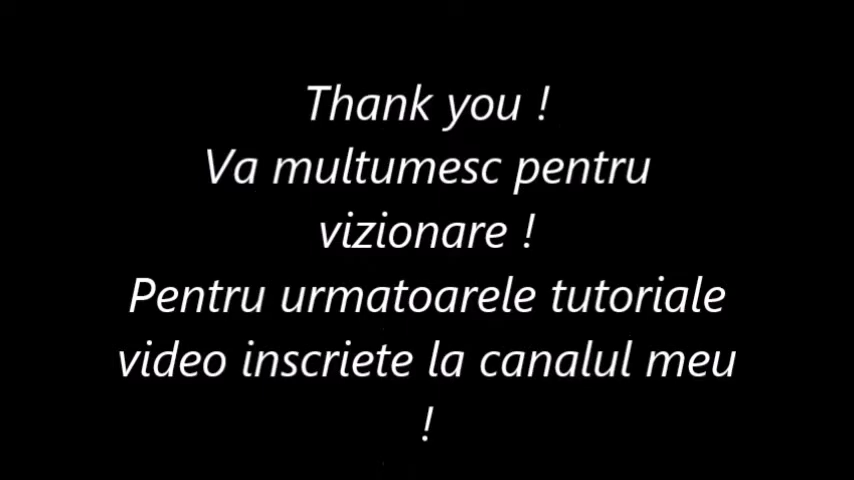 Thank you !
Va multumesc pentru
vizionare !
Pentru urmatoarele tutoriale
video inscriete la canalul meu
!